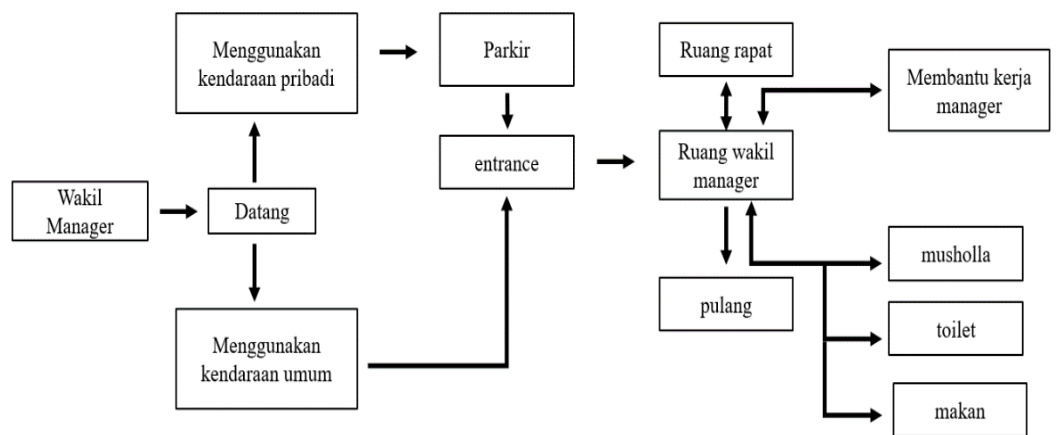 Wakil
Manager
Datang
Menggunakan
kendaraan pribadi
Menggunakan
kendaraan umum
Parkir
entrance
Ruang rapat
Ruang wakil
manager
pulang
Membantu kerja
manager
musholla
toilet
makan